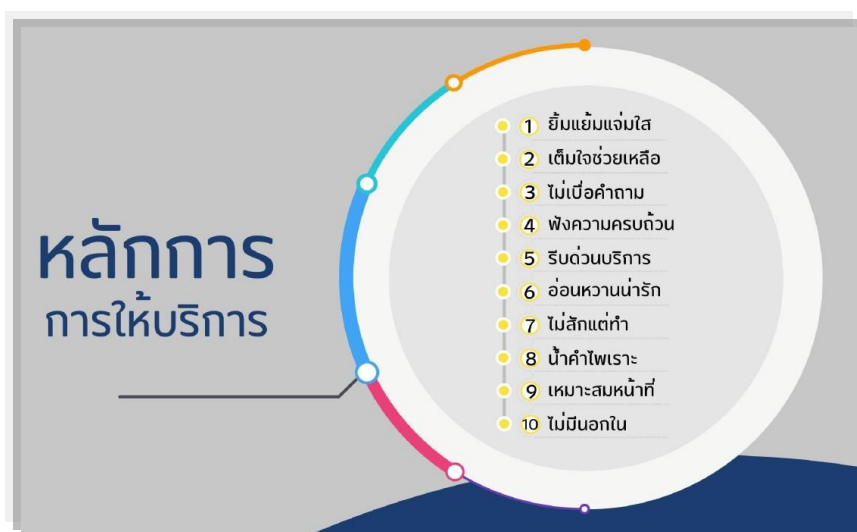 หลักการ
การให้บริการ
1 ยิ้มแย้มแจ่มใส
2 เต็มใจช่วยเหลือ
3 ไม่เบื่อคำถาม
4 ฟังความครบถ้วน
5 รีบด่วนบริการ
6 อ่อนหวานน่ารัก
7 ไม่สักแต่ทำ
8 น้ำคำไพเราะ
9 เหมาะสมหน้าที่
10 ไม่มีนอกใน